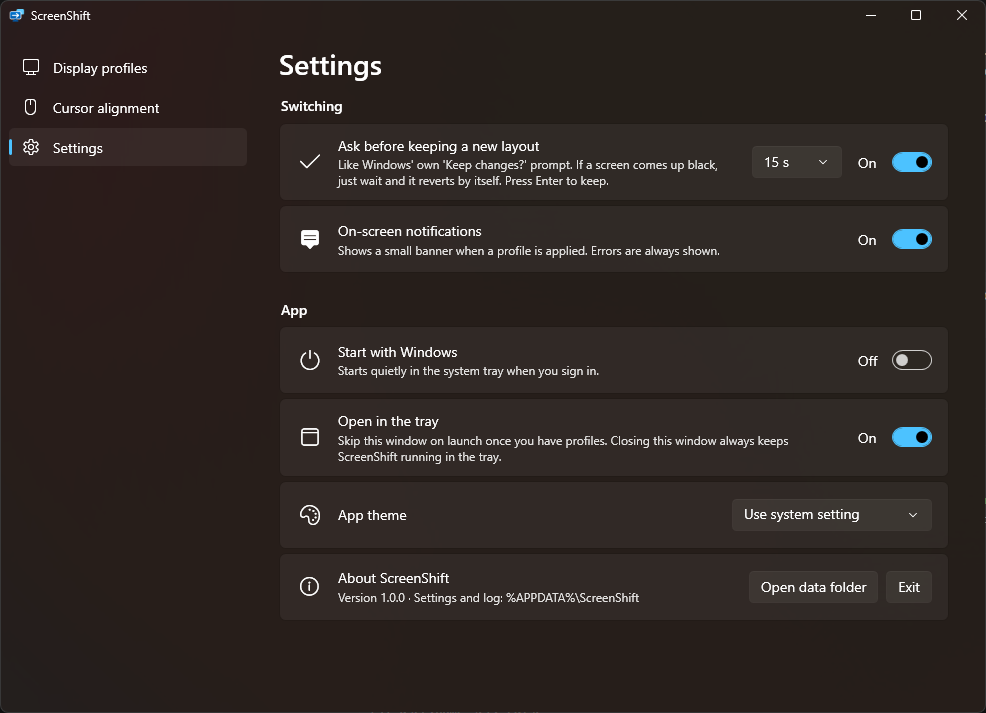 ScreenShift
Display profiles
Cursor alignment
Settings
Settings
Switching
Ask before keeping a new layout
Like Windows' own 'Keep changes?' prompt. If a screen comes up black,
just wait and it reverts by itself. Press Enter to keep.
15 s
On
On-screen notifications
Shows a small banner when a profile is applied. Errors are always shown.
On
App
Start with Windows
Starts quietly in the system tray when you sign in.
Off
Open in the tray
Skip this window on launch once you have profiles. Closing this window always keeps
ScreenShift running in the tray.
On
App theme
Use system setting
About ScreenShift
Version 1.0.0 · Settings and log: %APPDATA%\ScreenShift
Open data folder
Exit